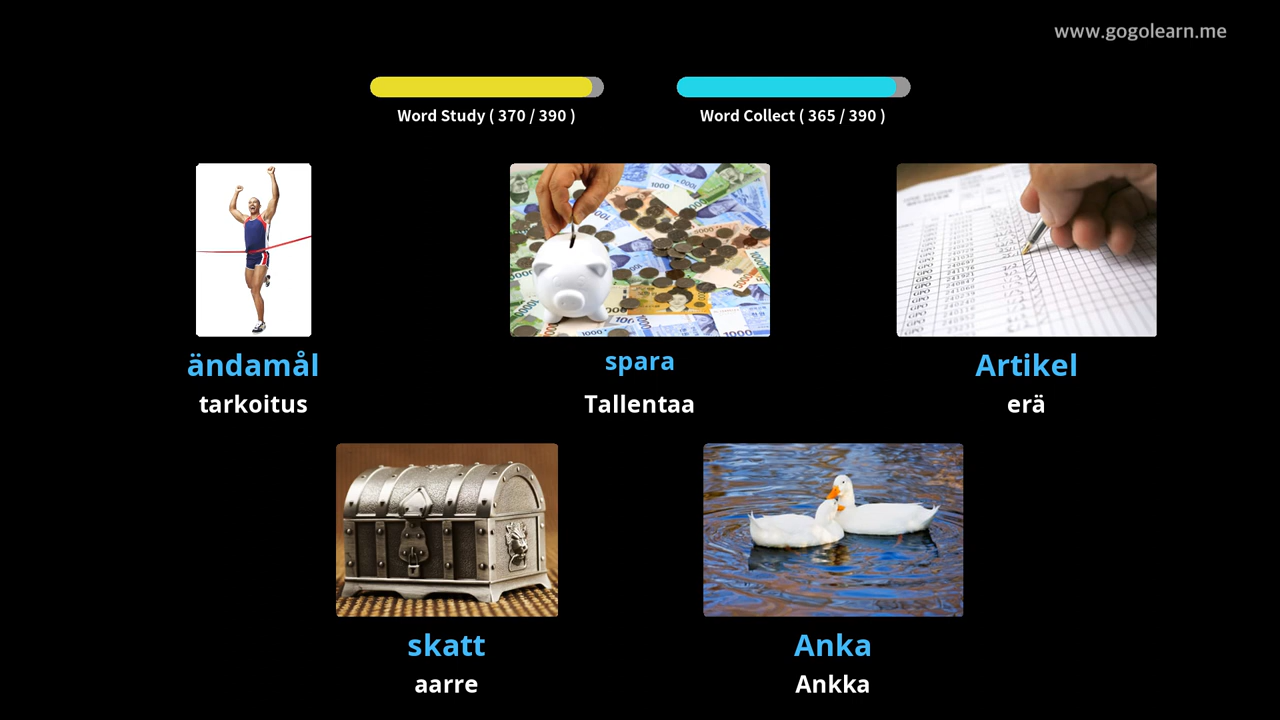 www.gogolearn.me
Word Study ( 370 / 390 )
Word Collect ( 365 / 390 )
ändamål
tarkoitus
spara
Tallentaa
Artikel
erä
skatt
aarre
Anka
Ankka